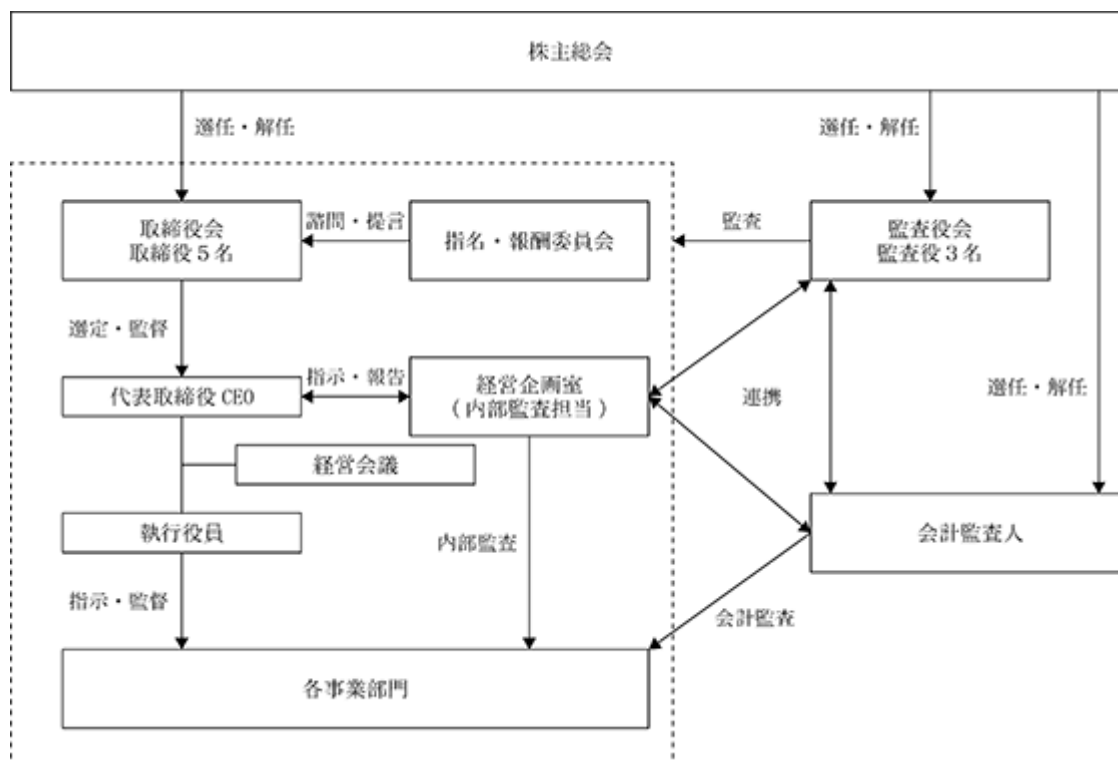 株主総会
選任・解任
選任・解任
取締役会
取締役5名
諮問・提言
指名・報酬委員会
監査
監査役会
監査役3名
選定・監督
代表取締役 CEO
指示・報告
経営企画室
（内部監査担当）
連携
選任・解任
経営会議
執行役員
内部監査
会計監査人
指示・監督
会計監査
各事業部門